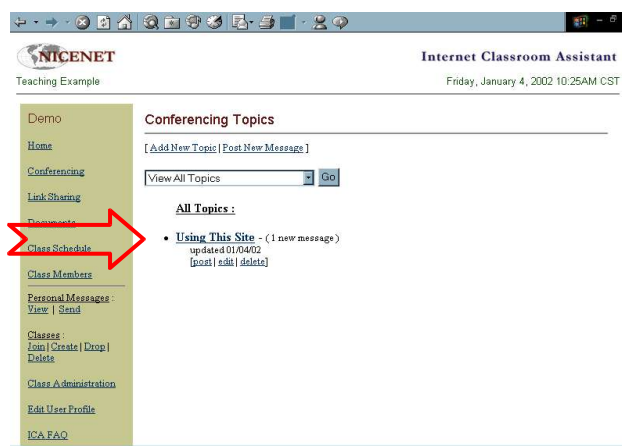 NICENET
Internet Classroom Assistant
Teaching Example
Friday, January 4, 2002 10:25AM CST
Demo
Home
Conferencing
Link Sharing
Documents
Class Schedule
Class Members
Personal Messages :
View | Send
Classes :
Join | Create | Drop |
Delete
Class Administration
Edit User Profile
ICA FAQ
Conferencing Topics
[ Add New Topic | Post New Message ]
View All Topics
Go
All Topics :
• Using This Site - ( 1 new message )
updated 01/04/02
[post | edit | delete]